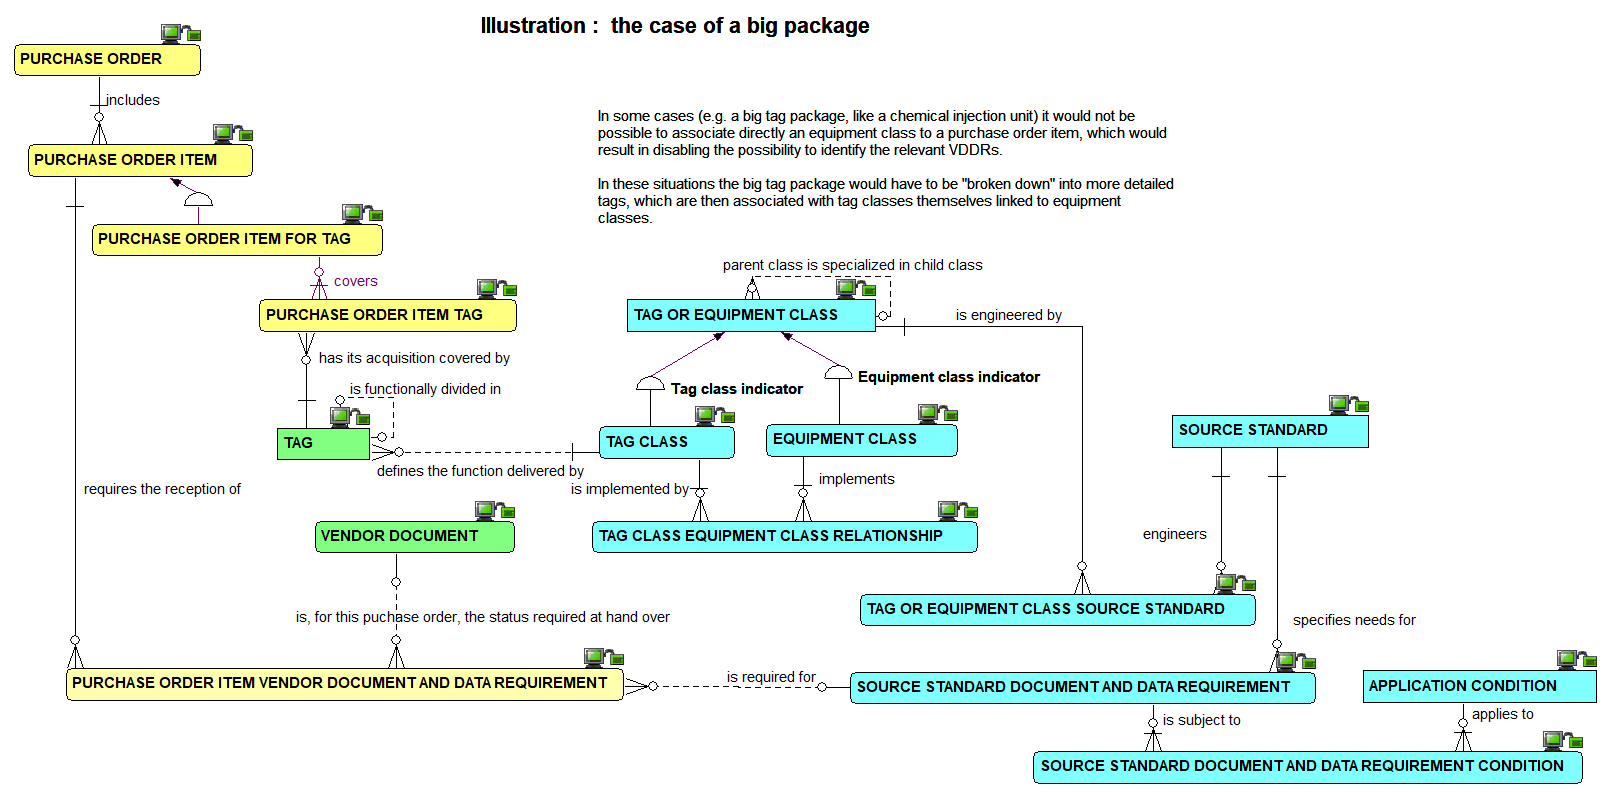 Illustration :  the case of a big package
PURCHASE ORDER
includes
In some cases (e.g. a big tag package, like a chemical injection unit) it would not be
possible to associate directly an equipment class to a purchase order item, which would
result in disabling the possibility to identify the relevant VDDRs.
In these situations the big tag package would have to be "broken down" into more detailed
tags, which are then associated with tag classes themselves linked to equipment
classes.
PURCHASE ORDER ITEM
PURCHASE ORDER ITEM FOR TAG
covers
parent class is specialized in child class
PURCHASE ORDER ITEM TAG
TAG OR EQUIPMENT CLASS
is engineered by
has its acquisition covered by
is functionally divided in
Tag class indicator
Equipment class indicator
TAG
TAG CLASS
EQUIPMENT CLASS
SOURCE STANDARD
defines the function delivered by
requires the reception of
is implemented by
implements
VENDOR DOCUMENT
TAG CLASS EQUIPMENT CLASS RELATIONSHIP
engineers
TAG OR EQUIPMENT CLASS SOURCE STANDARD
is, for this puchase order, the status required at hand over
specifies needs for
PURCHASE ORDER ITEM VENDOR DOCUMENT AND DATA REQUIREMENT
is required for
SOURCE STANDARD DOCUMENT AND DATA REQUIREMENT
APPLICATION CONDITION
is subject to
applies to
SOURCE STANDARD DOCUMENT AND DATA REQUIREMENT CONDITION